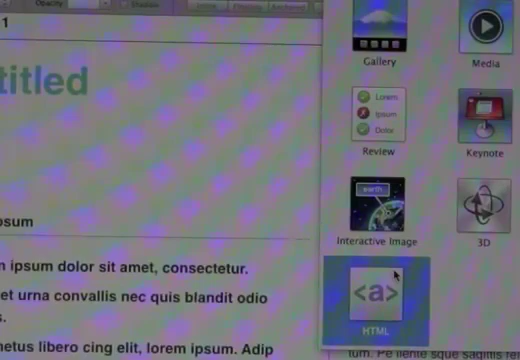 Opacity
1
titled
Gallery
Media
Lorem
Ipsum
Dolor
Review
Keynote
earth
Interactive Image
3D
<a>
HTML
psum
n ipsum dolor sit amet, consectetur.
et urna convallis nec quis blandit odio
s.
netus libero cing elit, lorem ipsum. Adip